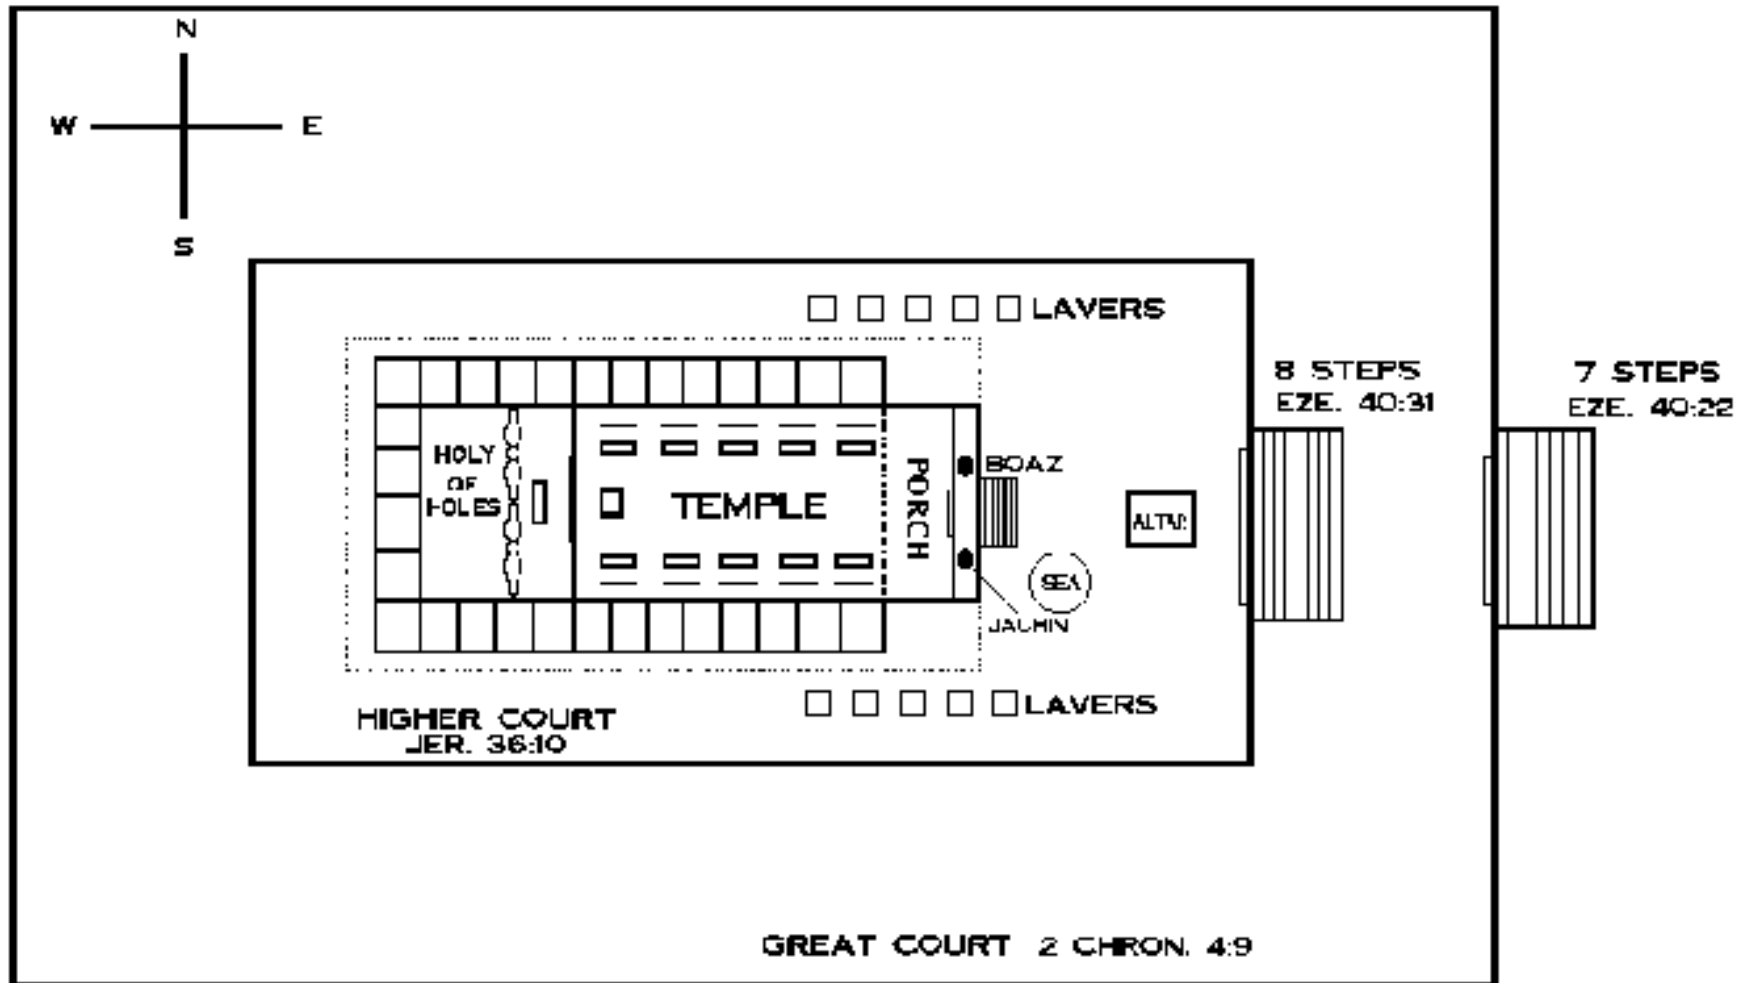 N
W
E
S
LAVERS
8 STEPS
EZE. 40:31
7 STEPS
EZE. 40:22
HOLY
OF
HOLES
TEMPLE
PORCH
BOAZ
ALTAR
SEA
JACHIN
LAVERS
HIGHER COURT
JER. 36:10
GREAT COURT 2 CHRON. 4:9